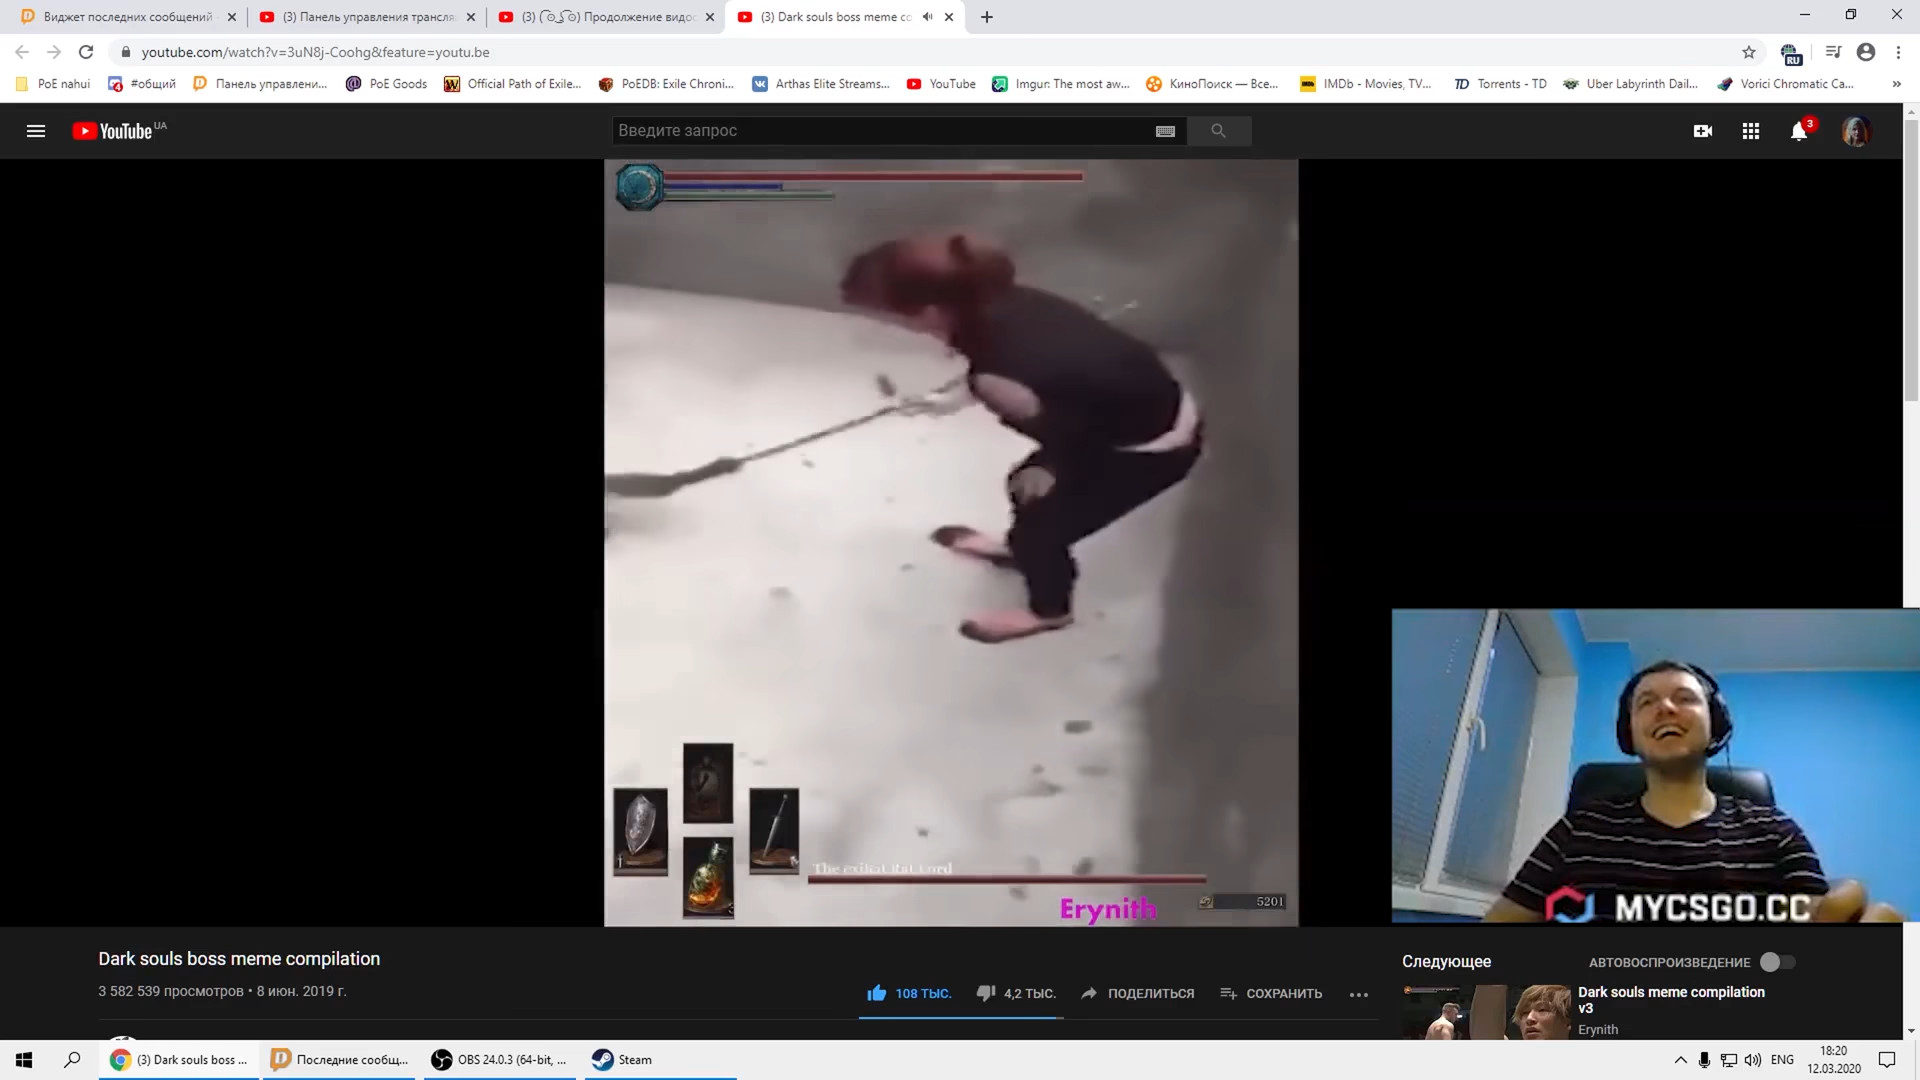 Виджет последних сообщений
(3) Панель управления трансля
(3) ( ͡⊙ ͜ʖ ͡⊙) Продолжение видос
(3) Dark souls boss meme co
youtube.com/watch?v=3uN8j-Coohg&feature=youtu.be
RU
PoE nahui
#общий
Панель управлени...
PoE Goods
Official Path of Exile...
PoEDB: Exile Chroni...
Arthas Elite Streams...
YouTube
Imgur: The most aw...
КиноПоиск — Все...
IMDb - Movies, TV...
TD Torrents - TD
Uber Labyrinth Dail...
Vorici Chromatic Ca...
YouTube UA
Введите запрос
3
5201
Erynith
MYCSGO.CC
Dark souls boss meme compilation
3 582 539 просмотров • 8 июн. 2019 г.
108 ТЫС.
4,2 ТЫС.
ПОДЕЛИТЬСЯ
СОХРАНИТЬ
Следующее
АВТОВОСПРОИЗВЕДЕНИЕ
Dark souls meme compilation
v3
Erynith
(3) Dark souls boss ...
Последние сообщ...
OBS 24.0.3 (64-bit, ...
Steam
ENG
18:20
12.03.2020